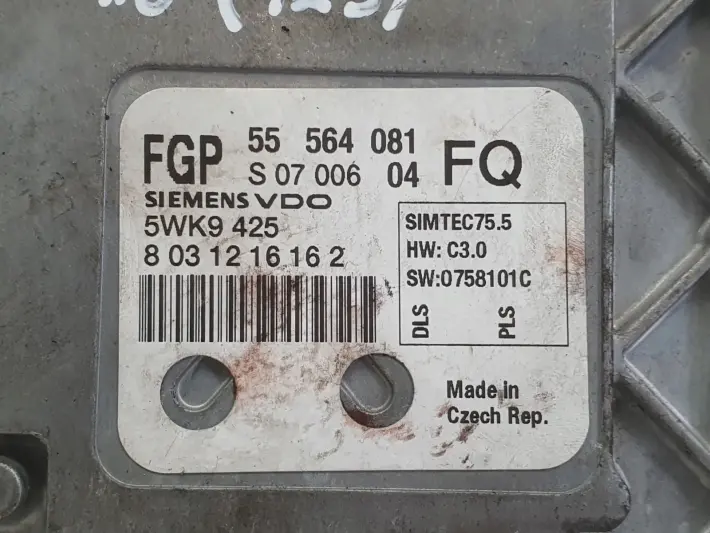 FGP 55 564 081 FQ
S 07 006 04
SIEMENS VDO
5WK9 425
8 03 12 16 16 2
SIMTEC75.5
HW: C3.0
SW:0758101C
DLS PLS
Made in
Czech Rep.